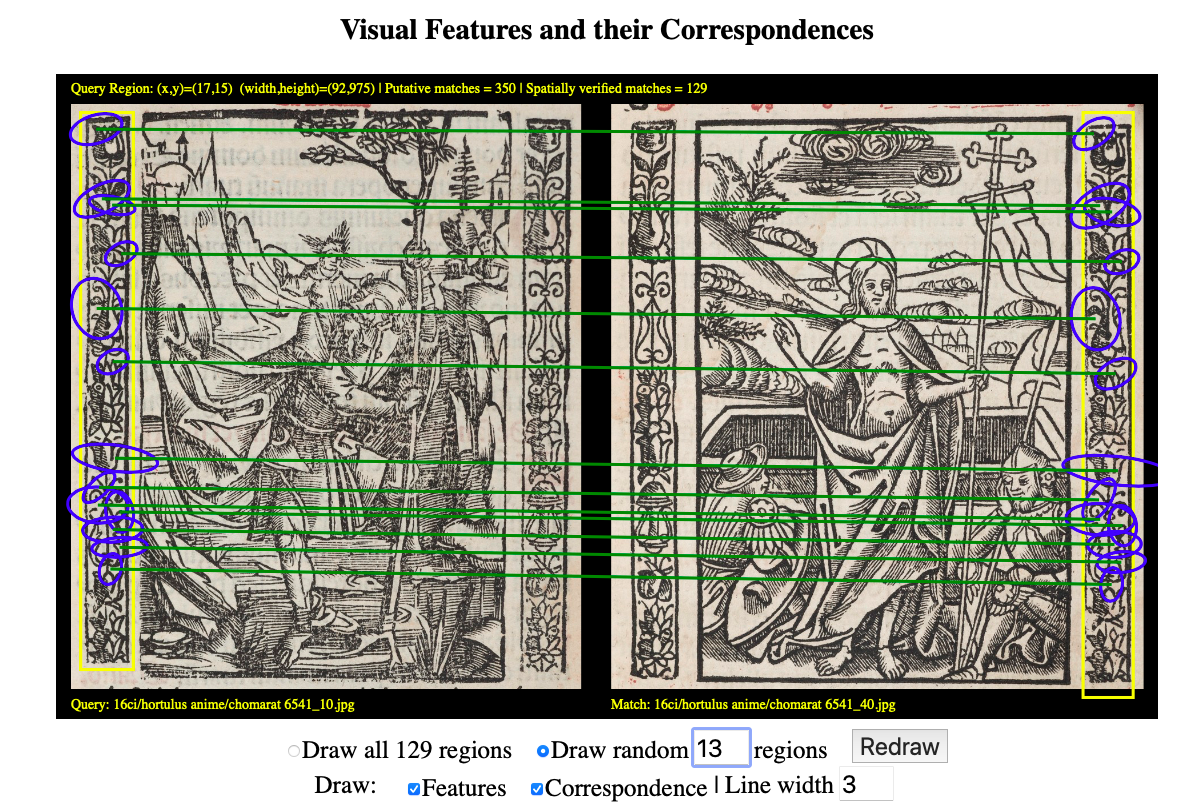 Visual Features and their Correspondences
Query Region: (x,y)=(17,15) (width,height)=(92,975) | Putative matches = 350 | Spatially verified matches = 129
Query: 16ci/hortulus anime/chomarat 6541_10.jpg
Match: 16ci/hortulus anime/chomarat 6541_40.jpg
Draw all 129 regions Draw random 13 regions Redraw
Draw: Features Correspondence | Line width 3